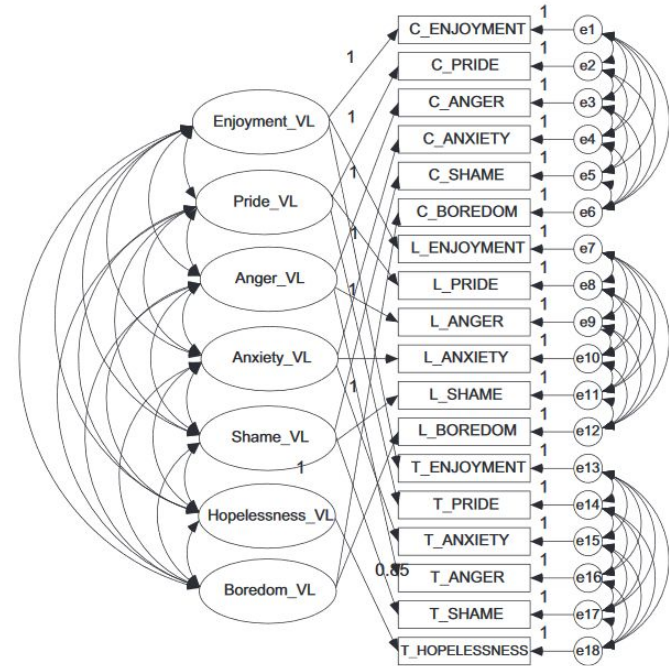 1
C_ENJOYMENT
1
e1
1
C_PRIDE
1
e2
C_ANGER
1
e3
Enjoyment_VL
1
C_ANXIETY
1
e4
1
C_SHAME
1
e5
Pride_VL
C_BOREDOM
1
e6
1
L_ENJOYMENT
1
e7
Anger_VL
1
L_PRIDE
1
e8
L_ANGER
1
e9
Anxiety_VL
L_ANXIETY
1
e10
1
L_SHAME
1
e11
Shame_VL
L_BOREDOM
1
e12
1
T_ENJOYMENT
1
e13
Hopelessness_VL
T_PRIDE
1
e14
T_ANXIETY
1
e15
0.85
T_ANGER
1
e16
Boredom_VL
T_SHAME
1
e17
T_HOPELESSNESS
e18